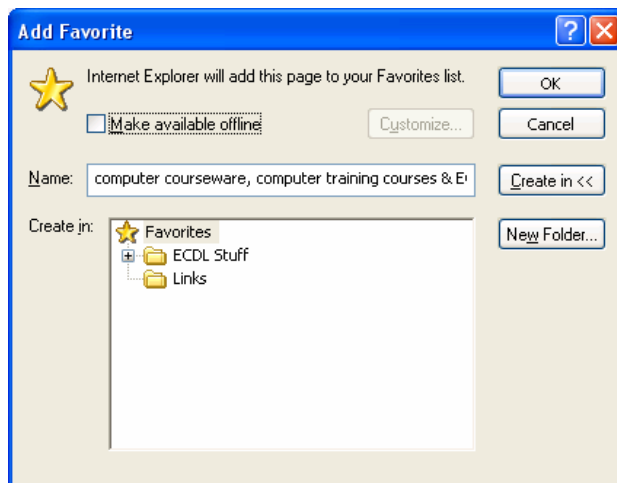 Add Favorite
Internet Explorer will add this page to your Favorites list.
OK
Make available offline
Customize...
Cancel
Name:
computer courseware, computer training courses &
Create in <<
Create in:
Favorites
New Folder...
ECDL Stuff
Links